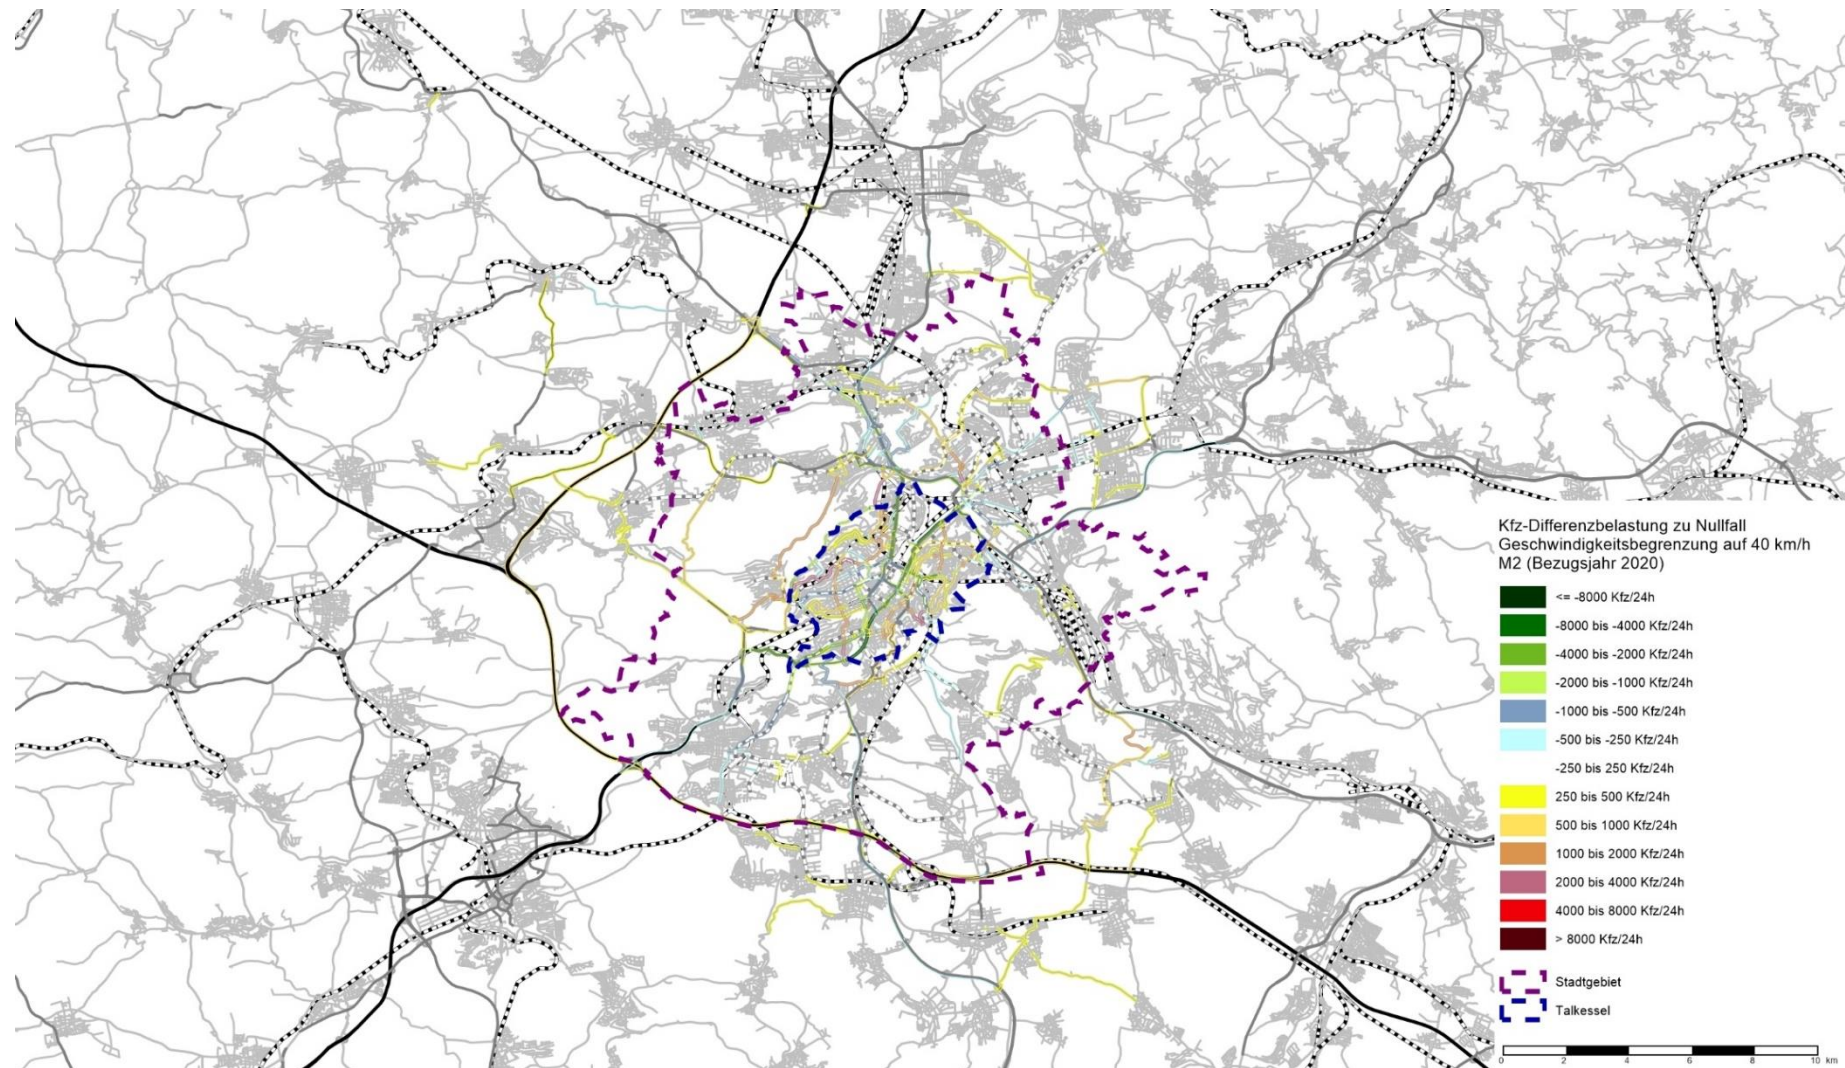 Kfz-Differenzbelastung zu Nullfall
Geschwindigkeitsbegrenzung auf 40 km/h
M2 (Bezugsjahr 2020)
<= -8000 Kfz/24h
-8000 bis -4000 Kfz/24h
-4000 bis -2000 Kfz/24h
-2000 bis -1000 Kfz/24h
-1000 bis -500 Kfz/24h
-500 bis -250 Kfz/24h
-250 bis 250 Kfz/24h
250 bis 500 Kfz/24h
500 bis 1000 Kfz/24h
1000 bis 2000 Kfz/24h
2000 bis 4000 Kfz/24h
4000 bis 8000 Kfz/24h
> 8000 Kfz/24h
Stadtgebiet
Talkessel
0 2 4 6 8 10 km